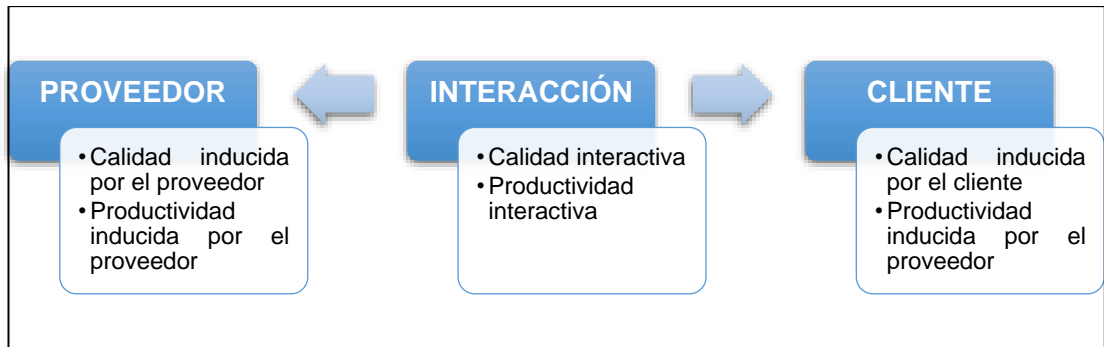 PROVEEDOR
• Calidad inducida
por el proveedor
• Productividad
inducida por el
proveedor
INTERACCIÓN
• Calidad interactiva
• Productividad
interactiva
CLIENTE
• Calidad inducida
por el cliente
• Productividad
inducida por el
proveedor